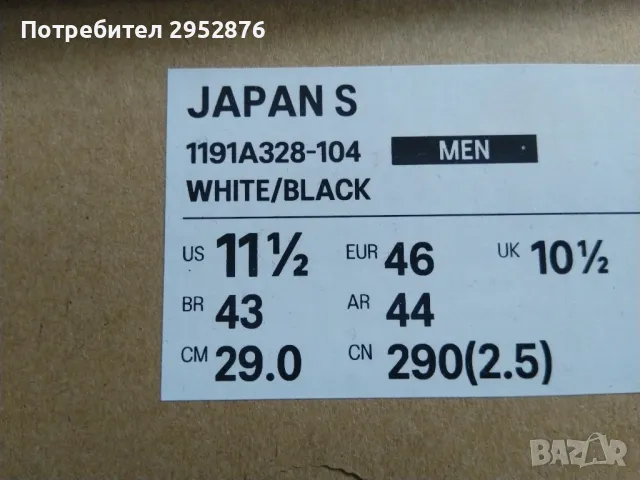 Потребител 2952876
JAPAN S
1191A328-104 MEN
WHITE/BLACK
US 11½ EUR 46 UK 10½
BR 43 AR 44
CM 29.0 CN 290(2.5)
BAZAR